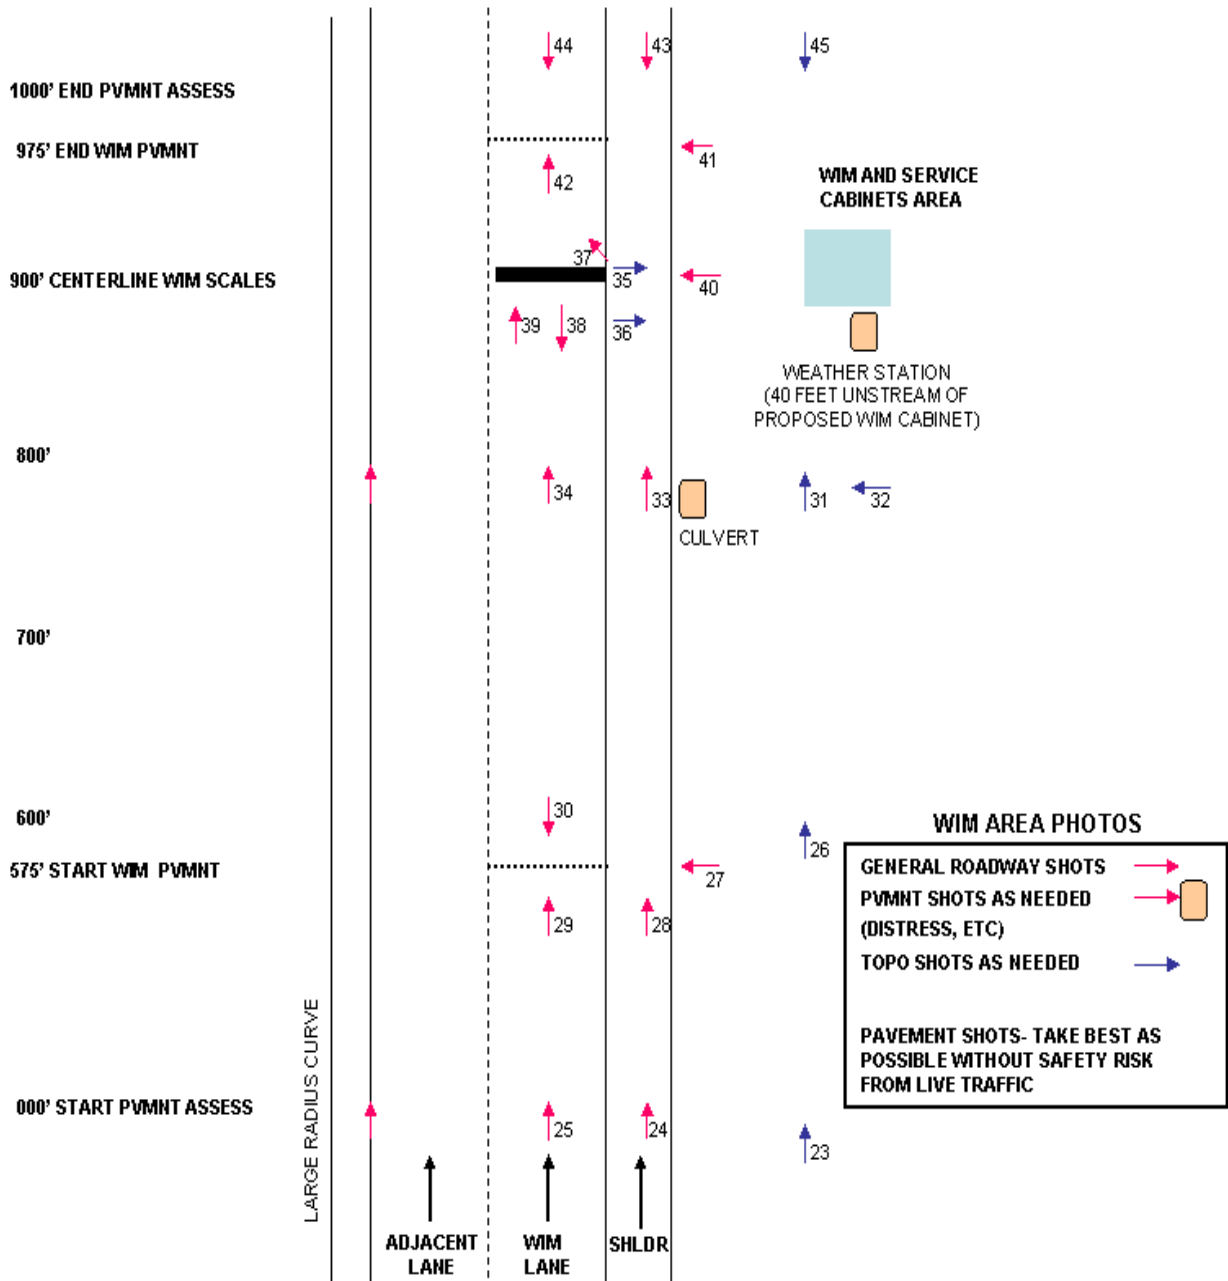 44
43
45
1000' END PVMNT ASSESS
975' END WIM PVMNT
41
42
WIM AND SERVICE
CABINETS AREA
37
35
900' CENTERLINE WIM SCALES
40
39
38
36
WEATHER STATION
(40 FEET UNSTREAM OF
PROPOSED WIM CABINET)
800'
34
33
31
32
CULVERT
700'
30
600'
WIM AREA PHOTOS
26
575' START WIM PVMNT
27
GENERAL ROADWAY SHOTS
PVMNT SHOTS AS NEEDED
(DISTRESS, ETC)
TOPO SHOTS AS NEEDED
29
28
PAVEMENT SHOTS- TAKE BEST AS
POSSIBLE WITHOUT SAFETY RISK
FROM LIVE TRAFFIC
LARGE RADIUS CURVE
000' START PVMNT ASSESS
25
24
23
ADJACENT
LANE
WIM
LANE
SHLDR